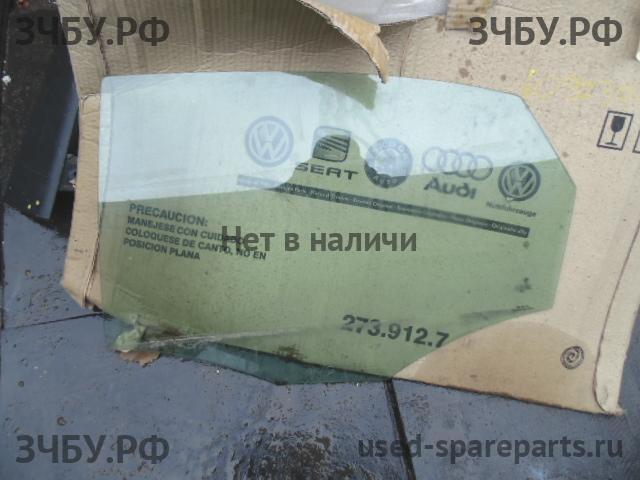 ЗЧБУ.РФ
ЗЧБУ.РФ
SEAT
Audi
Nutzfahrzeuge
PRECAUCION:
MANEJESE CON CUIDADO
COLOQUESE DE CANTO, NO EN
POSICION PLANA
Нет в наличи
273.912.7
ЗЧБУ.РФ
used-spareparts.ru